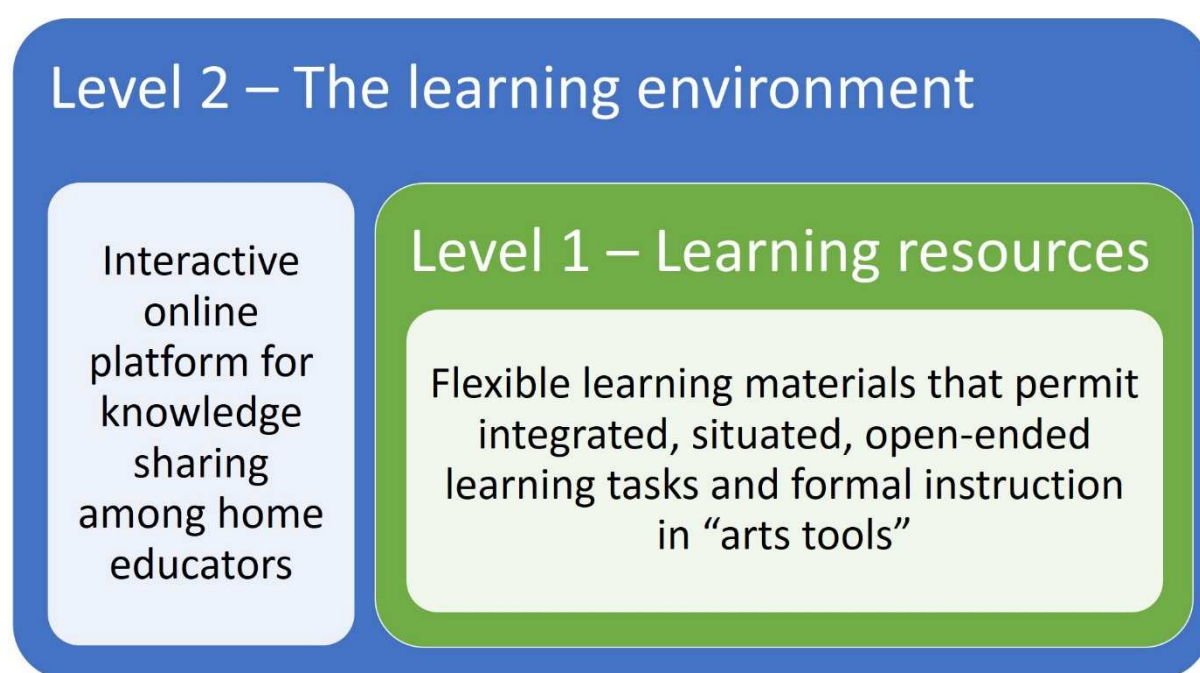 Level 2 – The learning environment
Interactive
online
platform for
knowledge
sharing
among home
educators
Level 1 – Learning resources
Flexible learning materials that permit
integrated, situated, open-ended
learning tasks and formal instruction
in “arts tools”